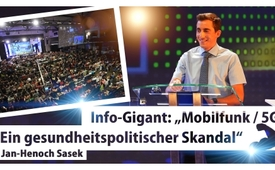 Info-Gigant: „Mobilfunk / 5G
Ein gesundheitspolitischer Skandal“
Jan-Henoch Sasek